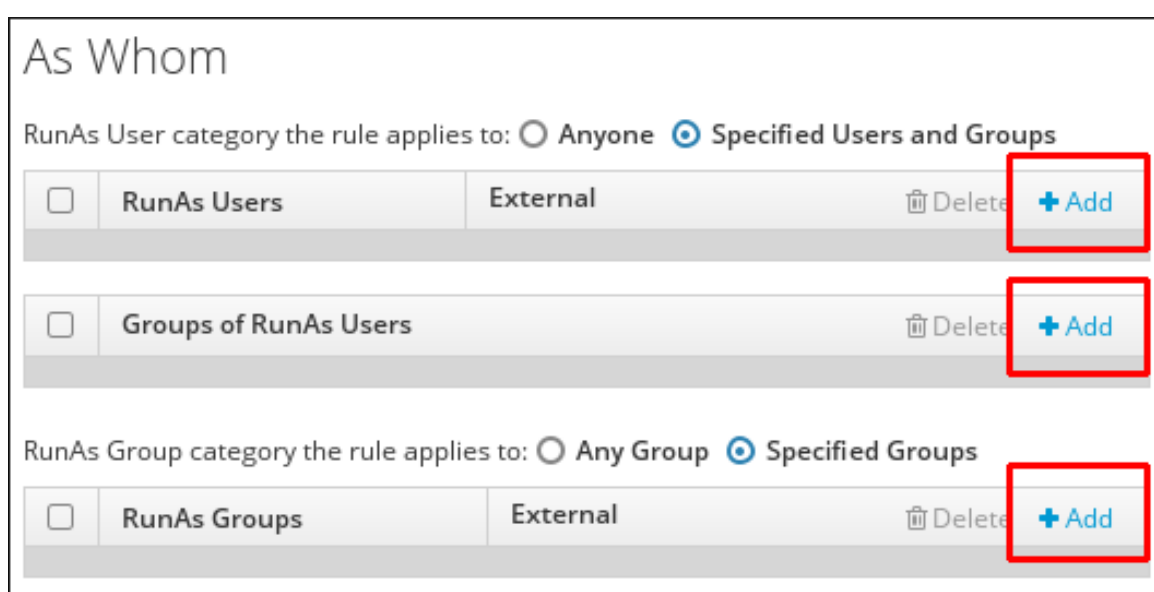 As Whom
RunAs User category the rule applies to: Anyone Specified Users and Groups
RunAs Users External Delete + Add
Groups of RunAs Users Delete + Add
RunAs Group category the rule applies to: Any Group Specified Groups
RunAs Groups External Delete + Add